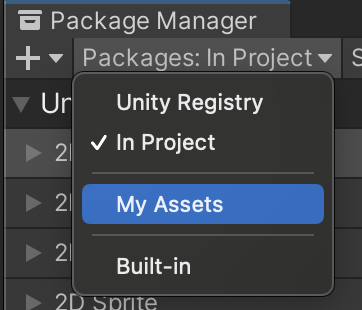 Package Manager
Packages: In Project
Unity Registry
In Project
My Assets
Built-in
2D Sprite